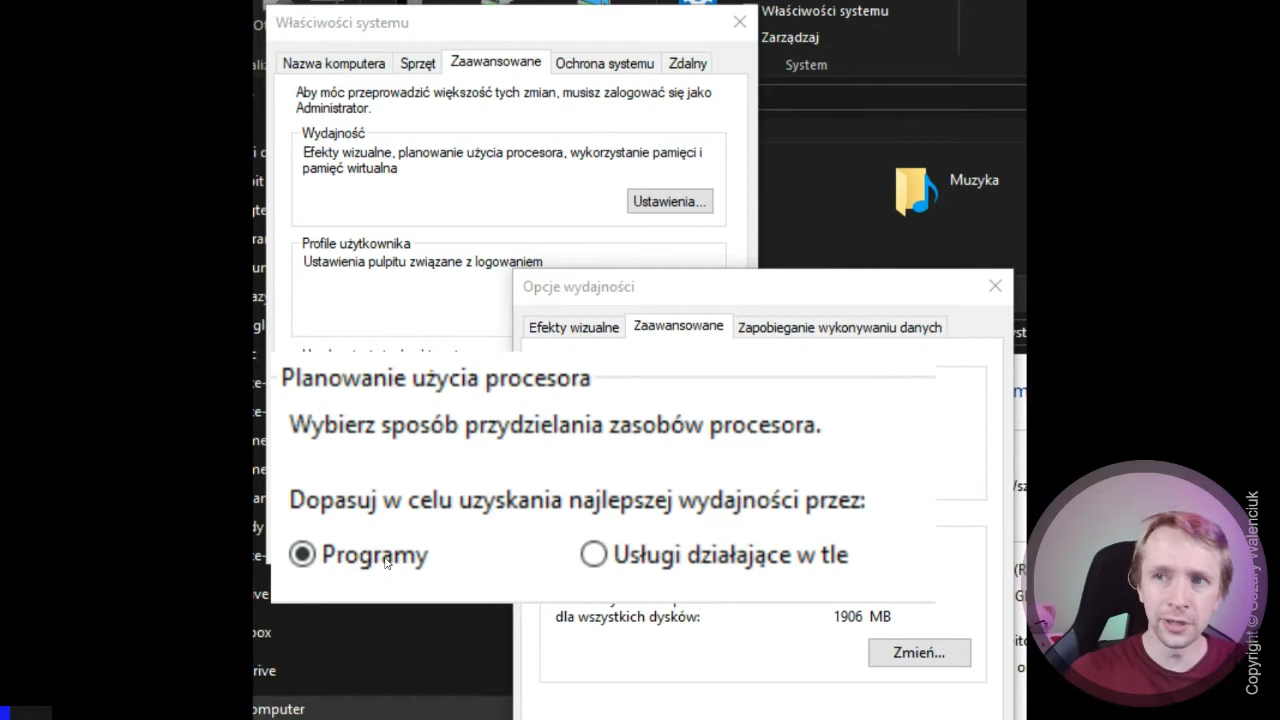 Właściwości systemu
Nazwa komputera
Sprzęt
Zaawansowane
Ochrona systemu
Zdalny
Aby móc przeprowadzić większość tych zmian, musisz zalogować się jako
Administrator.
Wydajność
Efekty wizualne, planowanie użycia procesora, wykorzystanie pamięci i
pamięć wirtualna
Ustawienia...
Profile użytkownika
Ustawienia pulpitu związane z logowaniem
Właściwości systemu
Zarządzaj
System
Muzyka
Opcje wydajności
Efekty wizualne
Zaawansowane
Zapobieganie wykonywaniu danych
Planowanie użycia procesora
Wybierz sposób przydzielania zasobów procesora.
Dopasuj w celu uzyskania najlepszej wydajności przez:
Programy
Usługi działające w tle
dla wszystkich dysków: 1906 MB
Zmień...
Copyright © Cezary Walenciuk